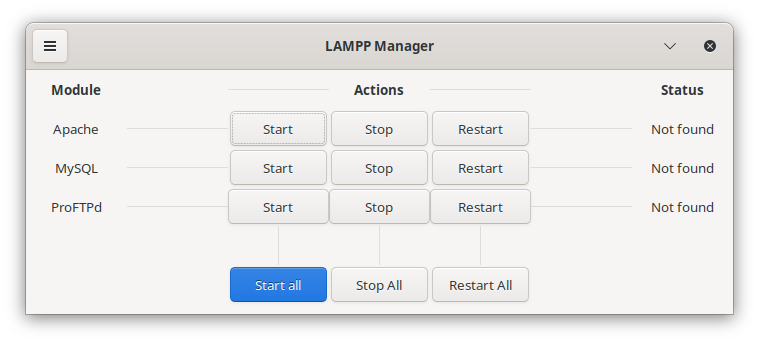 LAMPP Manager
Module Actions Status
Apache Start Stop Restart Not found
MySQL Start Stop Restart Not found
ProFTPd Start Stop Restart Not found
Start all Stop All Restart All